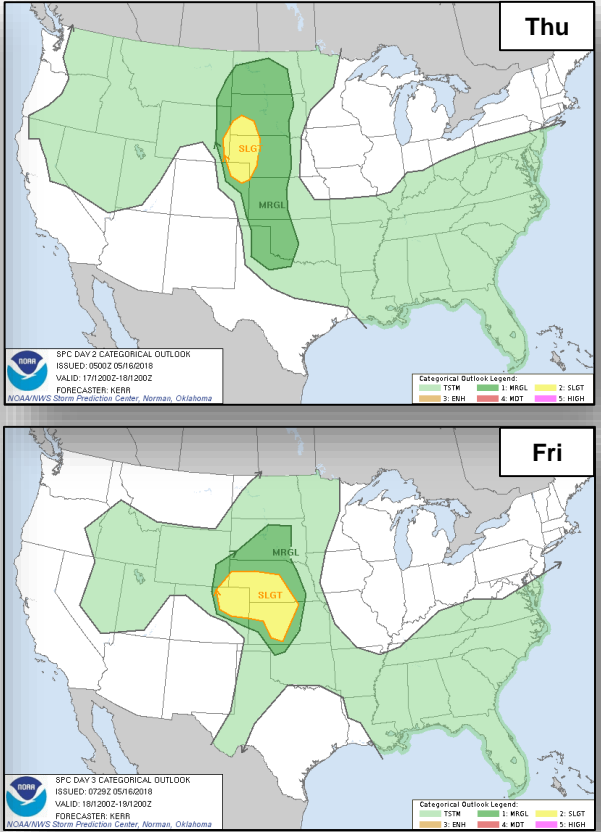 Thu
SLGT
MRGL
NOAA
SPC DAY 2 CATEGORICAL OUTLOOK
ISSUED: 0500Z 05/16/2018
VALID: 17/1200Z-18/1200Z
FORECASTER: KERR
NOAA/NWS Storm Prediction Center, Norman, Oklahoma
Categorical Outlook Legend:
TSTM 1: MRGL 2: SLGT
3: ENH 4: MDT 5: HIGH
Fri
MRGL
SLGT
NOAA
SPC DAY 3 CATEGORICAL OUTLOOK
ISSUED: 0729Z 05/16/2018
VALID: 18/1200Z-19/1200Z
FORECASTER: KERR
NOAA/NWS Storm Prediction Center, Norman, Oklahoma
Categorical Outlook Legend:
TSTM 1: MRGL 2: SLGT
3: ENH 4: MDT 5: HIGH